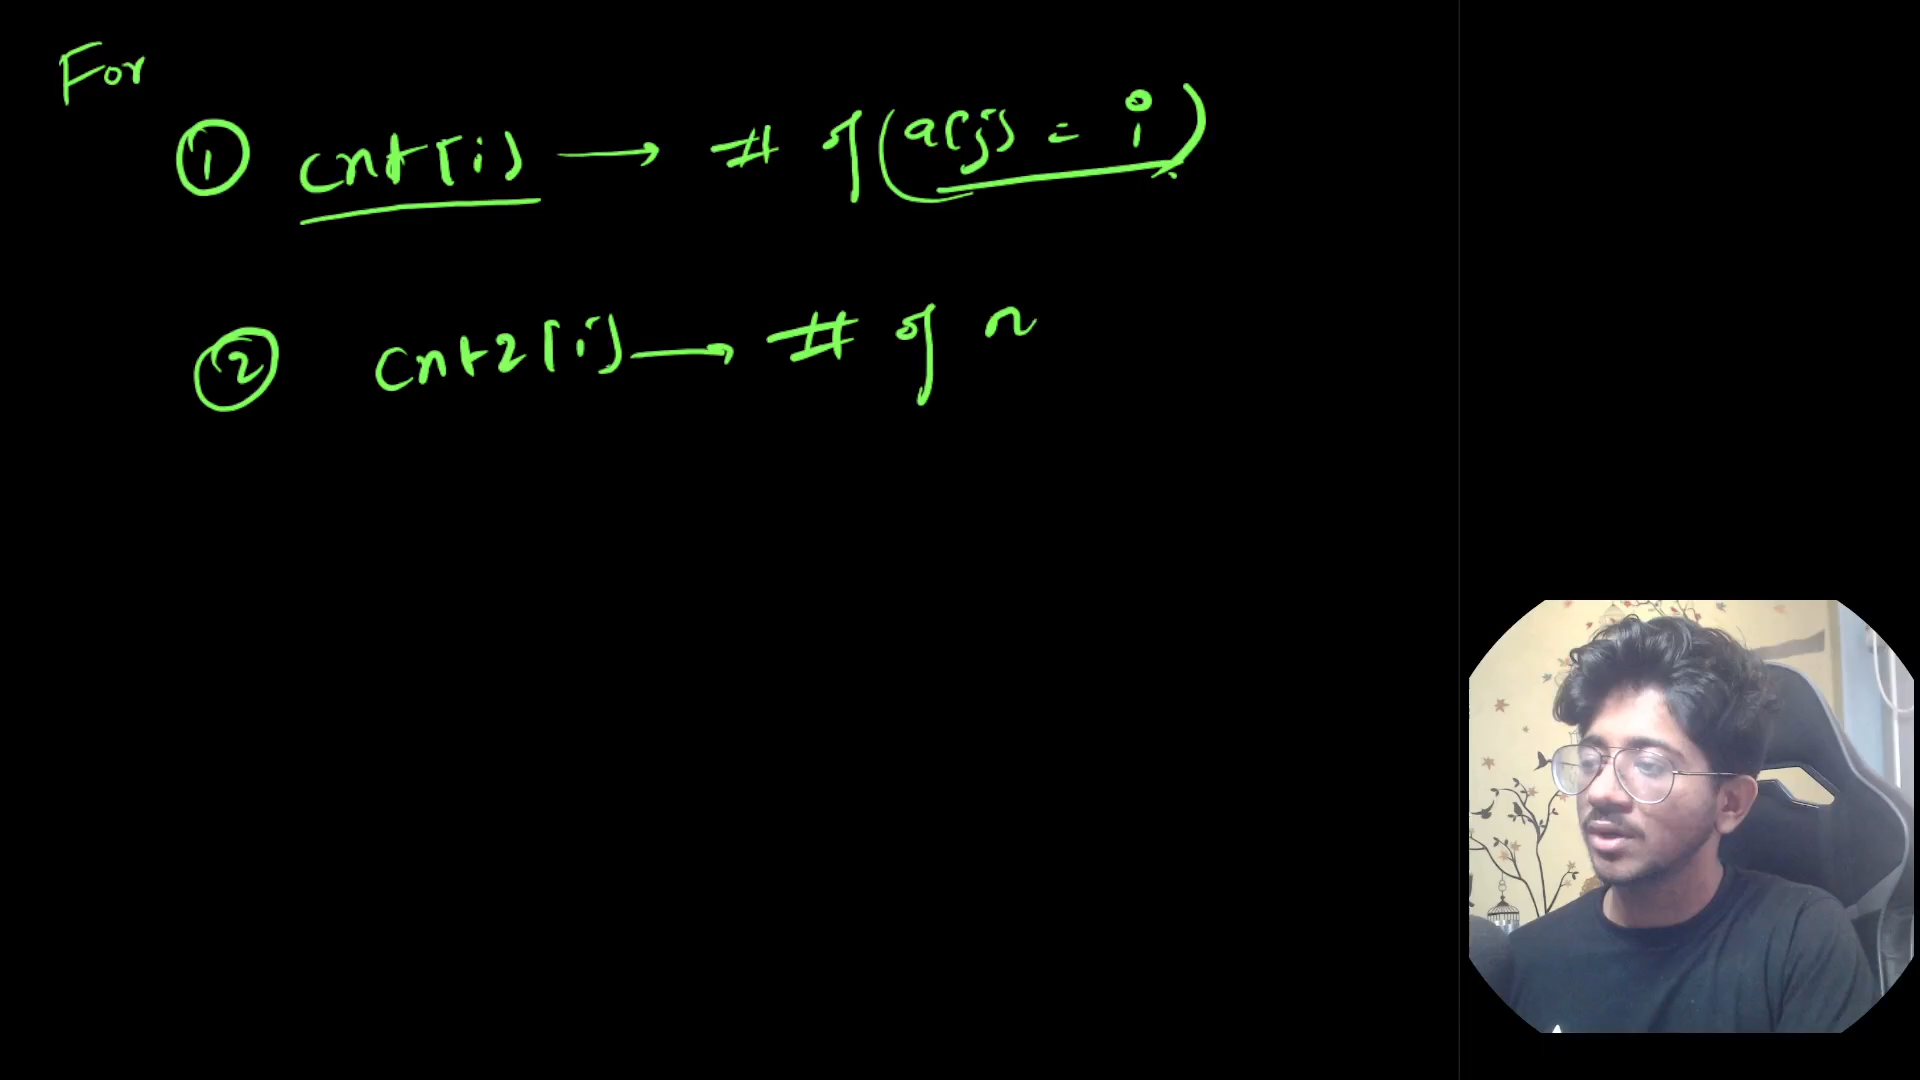 For
① cnt[i] → # of (a[j] = i)
② cnt2[i] → # of n